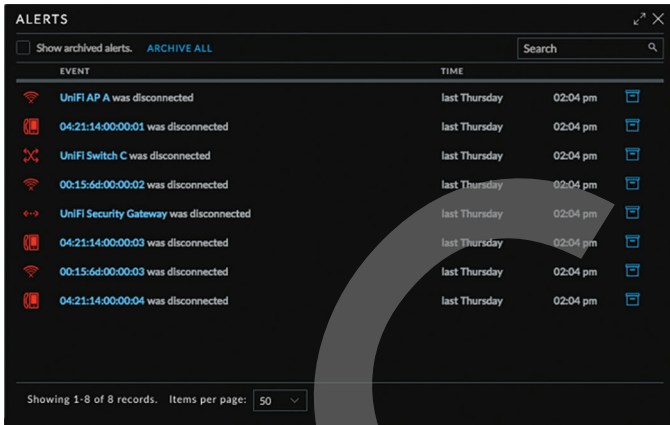 ALERTS
Show archived alerts. ARCHIVE ALL Search
EVENT TIME
UniFi AP A was disconnected last Thursday 02:04 pm
04:21:14:00:00:01 was disconnected last Thursday 02:04 pm
UniFi Switch C was disconnected last Thursday 02:04 pm
00:15:6d:00:00:02 was disconnected last Thursday 02:04 pm
UniFi Security Gateway was disconnected last Thursday 02:04 pm
04:21:14:00:00:03 was disconnected last Thursday 02:04 pm
00:15:6d:00:00:03 was disconnected last Thursday 02:04 pm
04:21:14:00:00:04 was disconnected last Thursday 02:04 pm
Showing 1-8 of 8 records. Items per page: 50